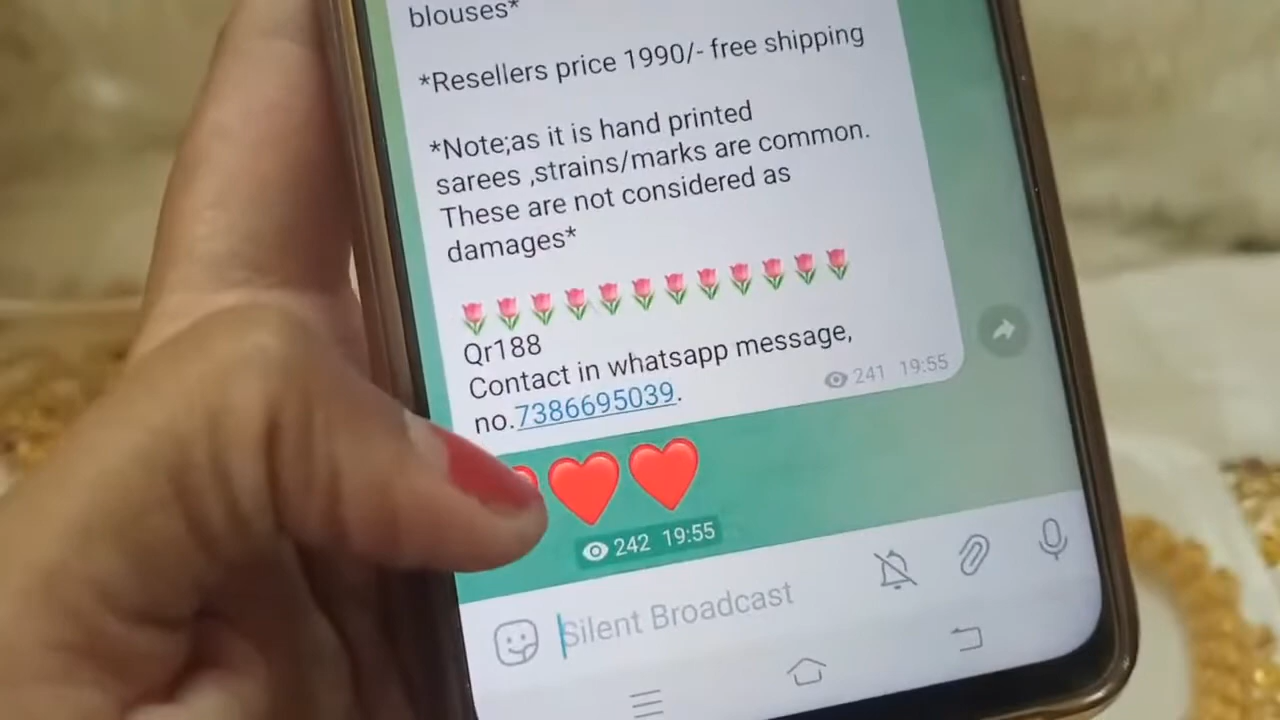 blouses*
*Resellers price 1990/- free shipping
*Note;as it is hand printed
sarees ,strains/marks are common.
These are not considered as
damages*
🌷🌷🌷🌷🌷🌷🌷🌷🌷🌷🌷🌷
Qr188
Contact in whatsapp message,
no.7386695039.
241 19:55
❤️❤️❤️
242 19:55
Silent Broadcast